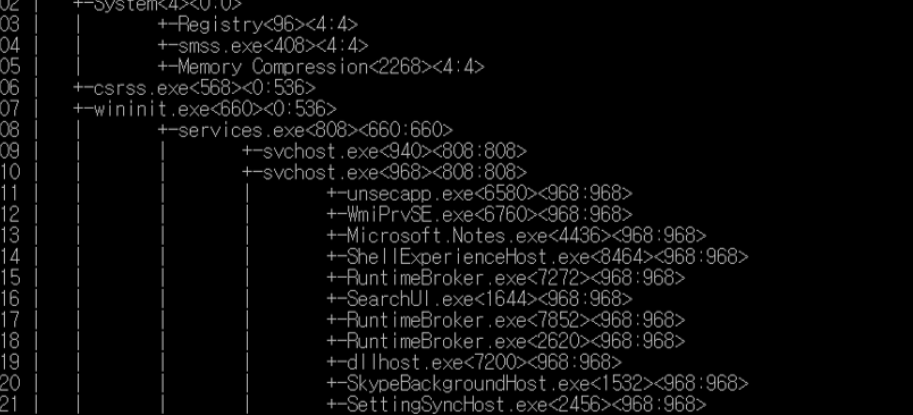 02 |   +-System<4><0:0>
03 |   |      +-Registry<96><4:4>
04 |   |      +-smss.exe<408><4:4>
05 |   |      +-Memory Compression<2268><4:4>
06 |   +-csrss.exe<568><0:536>
07 |   +-wininit.exe<660><0:536>
08 |   |      +-services.exe<808><660:660>
09 |   |      |      +-svchost.exe<940><808:808>
10 |   |      |      +-svchost.exe<968><808:808>
11 |   |      |      |      +-unsecapp.exe<6580><968:968>
12 |   |      |      |      +-WmiPrvSE.exe<6760><968:968>
13 |   |      |      |      +-Microsoft.Notes.exe<4436><968:968>
14 |   |      |      |      +-ShellExperienceHost.exe<8464><968:968>
15 |   |      |      |      +-RuntimeBroker.exe<7272><968:968>
16 |   |      |      |      +-SearchUI.exe<1644><968:968>
17 |   |      |      |      +-RuntimeBroker.exe<7852><968:968>
18 |   |      |      |      +-RuntimeBroker.exe<2620><968:968>
19 |   |      |      |      +-dllhost.exe<7200><968:968>
20 |   |      |      |      +-SkypeBackgroundHost.exe<1532><968:968>
21 |   |      |      |      +-SettingSyncHost.exe<2456><968:968>